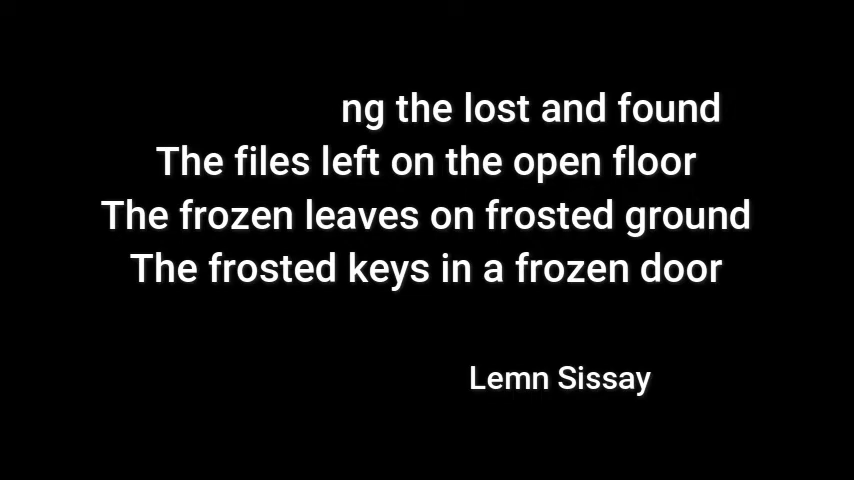 ng the lost and found
The files left on the open floor
The frozen leaves on frosted ground
The frosted keys in a frozen door
Lemn Sissay